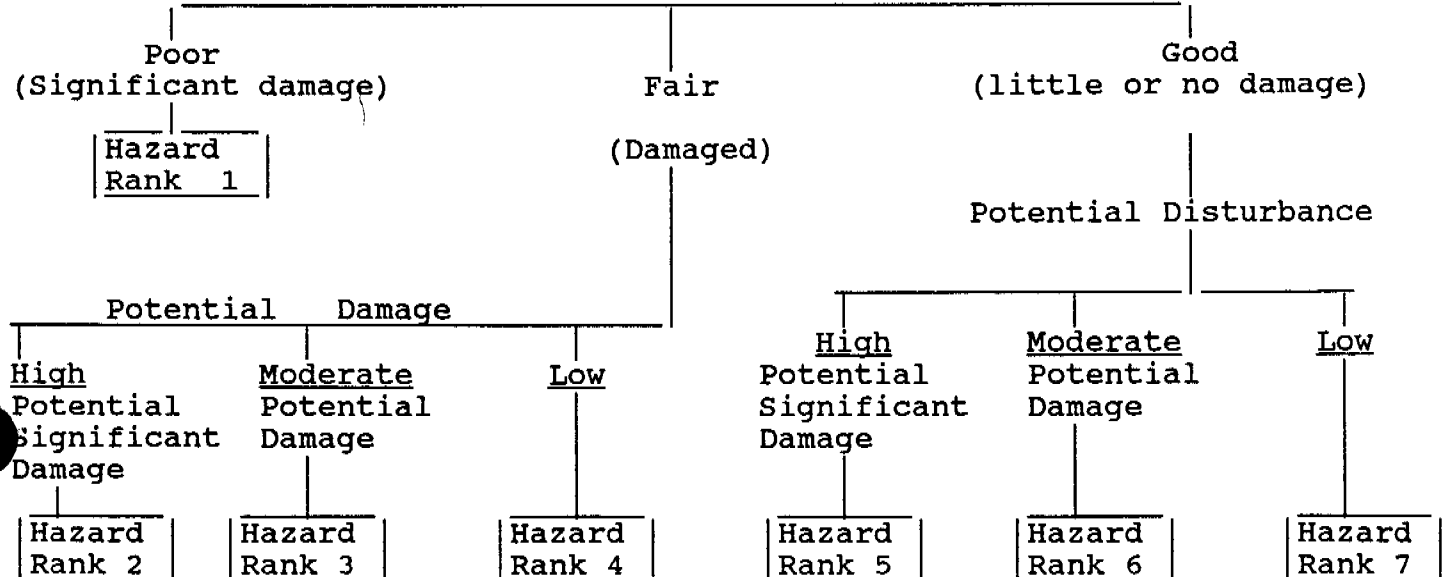 Poor
(Significant damage)
Hazard
Rank 1
Fair
(Damaged)
Good
(little or no damage)
Potential Disturbance
Potential Damage
High
Potential
Significant
Damage
Hazard
Rank 2
Moderate
Potential
Damage
Hazard
Rank 3
Low
Hazard
Rank 4
High
Potential
Significant
Damage
Hazard
Rank 5
Moderate
Potential
Damage
Hazard
Rank 6
Low
Hazard
Rank 7